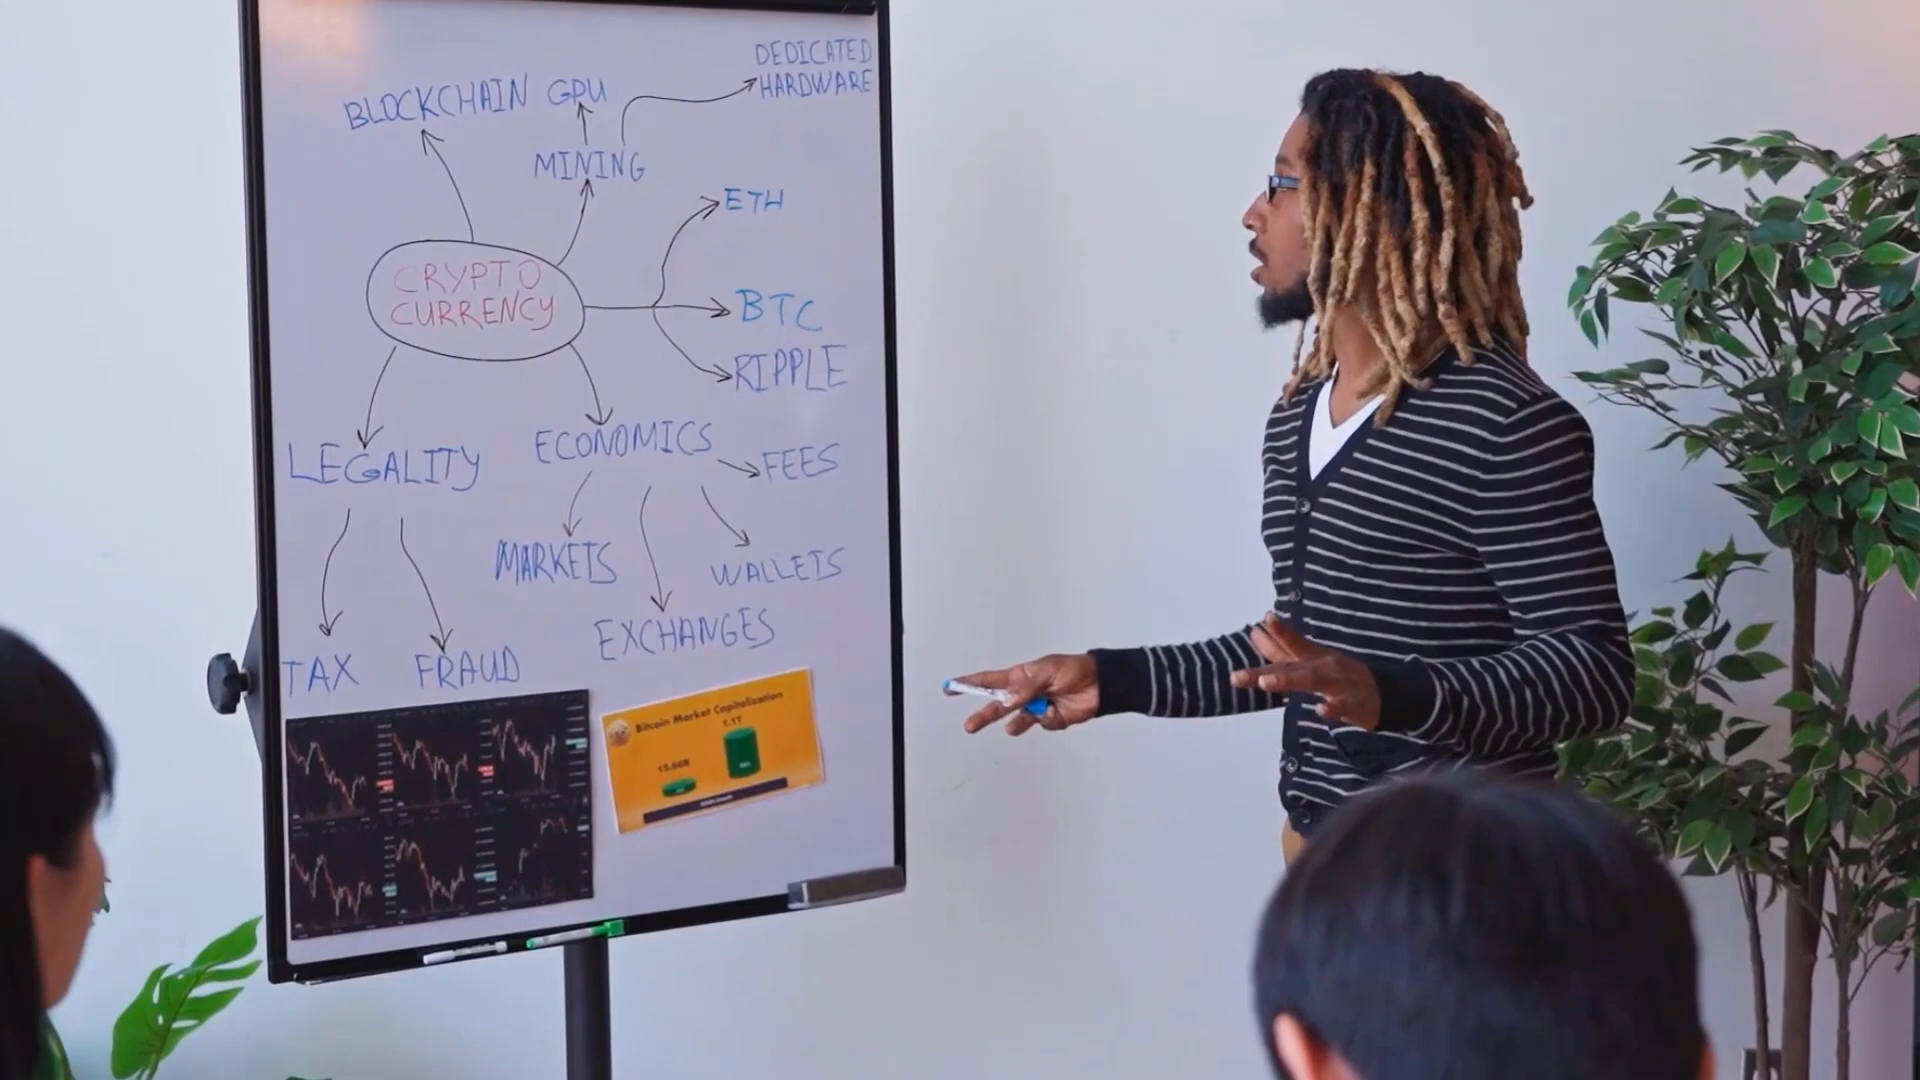 DEDICATED
HARDWARE
BLOCKCHAIN GPU
MINING
ETH
CRYPTO
CURRENCY
BTC
RIPPLE
LEGALITY
ECONOMICS
FEES
MARKETS
WALLETS
EXCHANGES
TAX
FRAUD
Bitcoin Market Capitalization
1.1T
15.66B